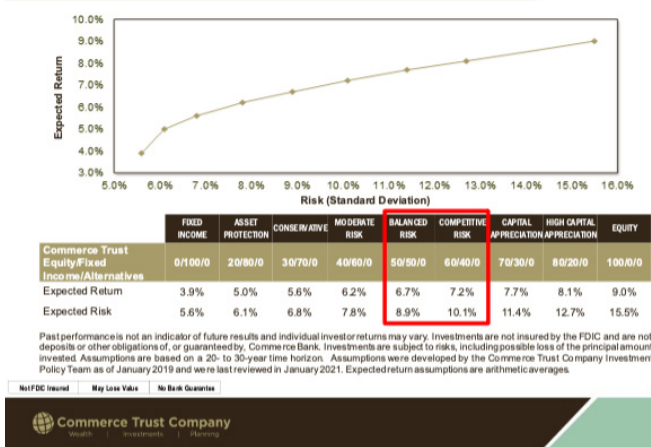 10.0%
9.0%
8.0%
7.0%
6.0%
5.0%
4.0%
3.0%
Expected Return
5.0% 6.0% 7.0% 8.0% 9.0% 10.0% 11.0% 12.0% 13.0% 14.0% 15.0% 16.0%
Risk (Standard Deviation)
FIXED INCOME ASSET PROTECTION CONSERVATIVE MODERATE RISK BALANCED RISK COMPETITIVE RISK CAPITAL APPRECIATION HIGH CAPITAL APPRECIATION EQUITY
Commerce Trust
Equity/Fixed
Income/Alternatives
0/100/0 20/80/0 30/70/0 40/60/0 50/50/0 60/40/0 70/30/0 80/20/0 100/0/0
Expected Return 3.9% 5.0% 5.6% 6.2% 6.7% 7.2% 7.7% 8.1% 9.0%
Expected Risk 5.6% 6.1% 6.8% 7.8% 8.9% 10.1% 11.4% 12.7% 15.5%
Past performance is not an indicator of future results and individual investor returns may vary. Investments are not insured by the FDIC and are not
deposits or other obligations of, or guaranteed by, Commerce Bank. Investments are subject to risks, including possible loss of the principal amount
invested. Assumptions are based on a 20- to 30-year time horizon. Assumptions were developed by the Commerce Trust Company Investment
Policy Team as of January 2019 and were last reviewed in January 2021. Expected return assumptions are arithmetic averages.
Not FDIC Insured May Lose Value No Bank Guarantee
Commerce Trust Company
Wealth | Investments | Planning